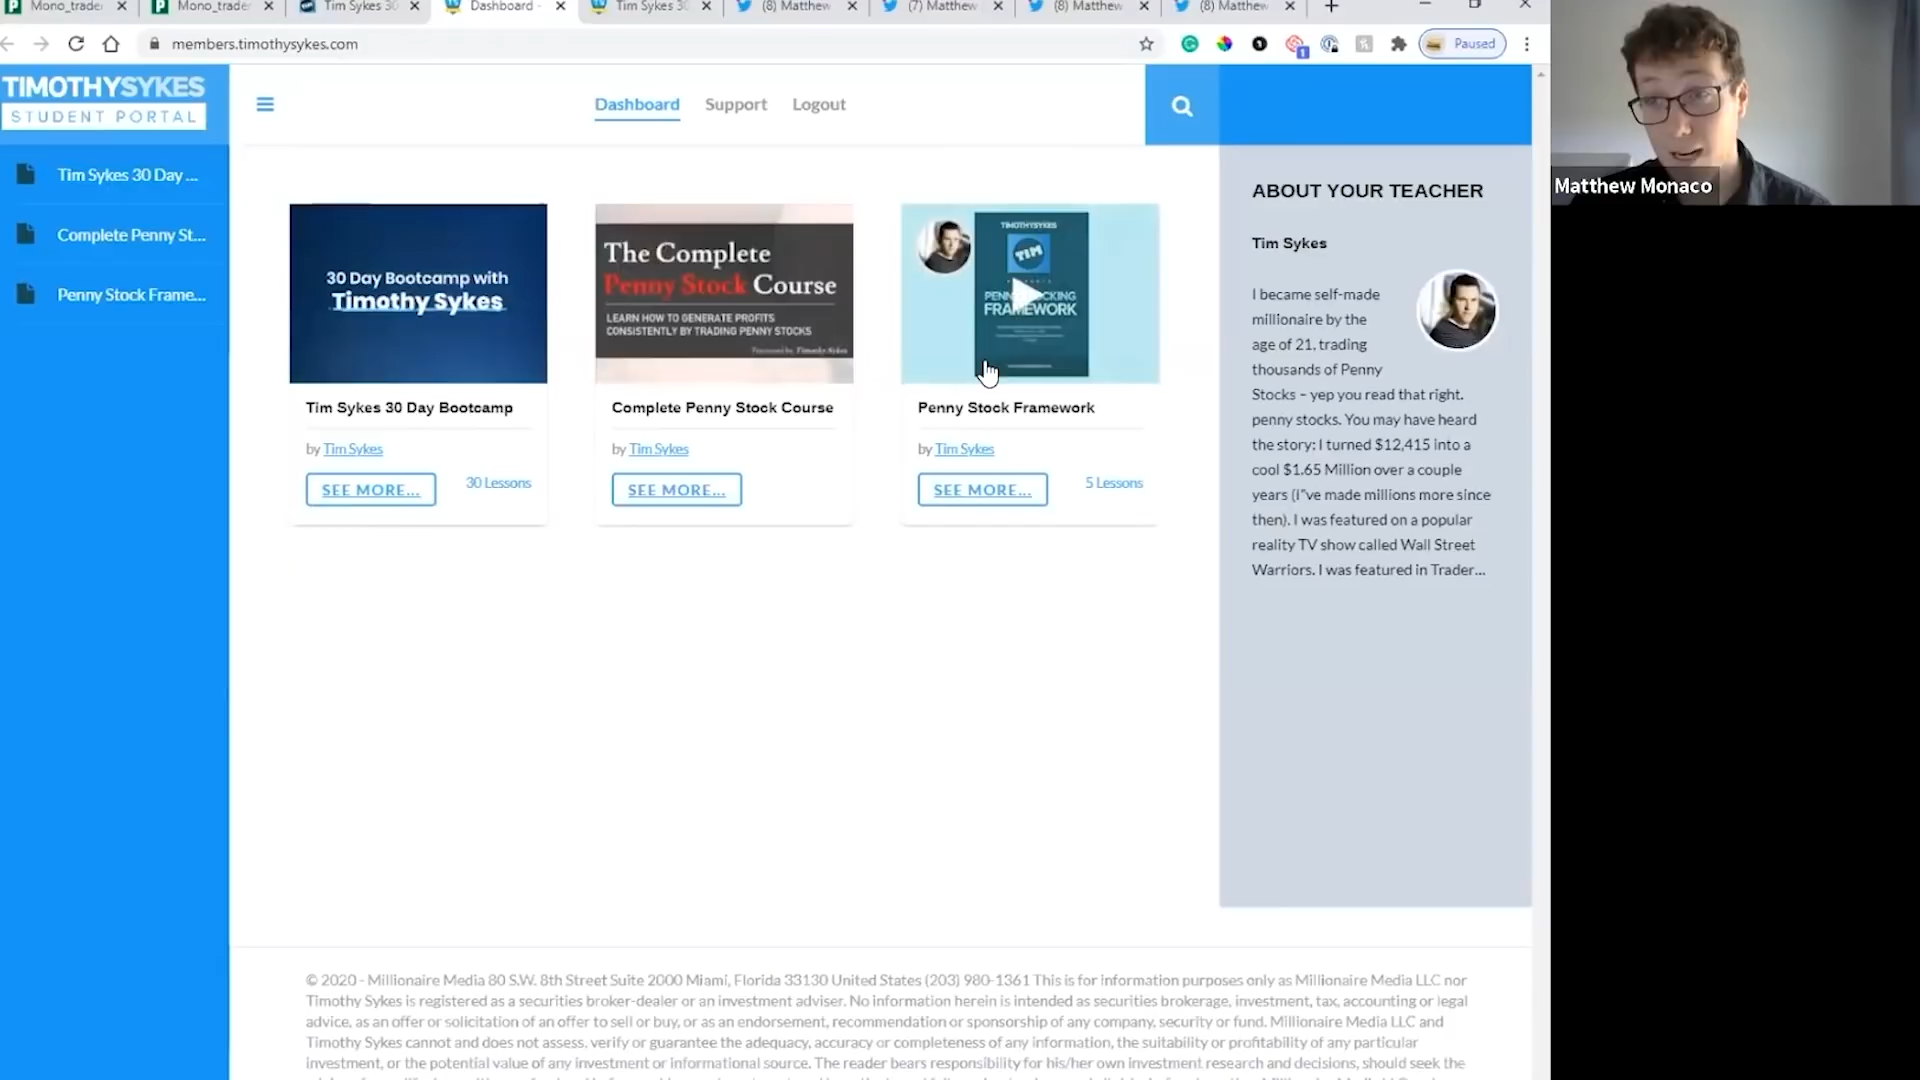 Mono_trade
Mono_trade
Tim Sykes 30
Dashboard -
Tim Sykes 30
(8) Matthew
(7) Matthew
(8) Matthew
(8) Matthew
members.timothysykes.com
1
Paused
TIMOTHYSYKES
STUDENT PORTAL
Tim Sykes 30 Day ...
Complete Penny St...
Penny Stock Frame...
Dashboard
Support
Logout
30 Day Bootcamp with
Timothy Sykes
Tim Sykes 30 Day Bootcamp
by Tim Sykes
SEE MORE...
30 Lessons
The Complete
Penny Stock Course
LEARN HOW TO GENERATE PROFITS
CONSISTENTLY BY TRADING PENNY STOCKS
Foreword by Timothy Sykes
Complete Penny Stock Course
by Tim Sykes
SEE MORE...
TIMOTHYSYKES
TIM
FRAMEWORK
Penny Stock Framework
by Tim Sykes
SEE MORE...
5 Lessons
ABOUT YOUR TEACHER
Tim Sykes
I became self-made
millionaire by the
age of 21, trading
thousands of Penny
Stocks – yep you read that right,
penny stocks. You may have heard
the story: I turned $12,415 into a
cool $1.65 Million over a couple
years (I"ve made millions more since
then). I was featured on a popular
reality TV show called Wall Street
Warriors. I was featured in Trader...
Matthew Monaco
© 2020 - Millionaire Media 80 S.W. 8th Street Suite 2000 Miami, Florida 33130 United States (203) 980-1361 This is for information purposes only as Millionaire Media LLC nor
Timothy Sykes is registered as a securities broker-dealer or an investment adviser. No information herein is intended as securities brokerage, investment, tax, accounting or legal
advice, as an offer or solicitation of an offer to sell or buy, or as an endorsement, recommendation or sponsorship of any company, security or fund. Millionaire Media LLC and
Timothy Sykes cannot and does not assess, verify or guarantee the adequacy, accuracy or completeness of any information, the suitability or profitability of any particular
investment, or the potential value of any investment or informational source. The reader bears responsibility for his/her own investment research and decisions, should seek the